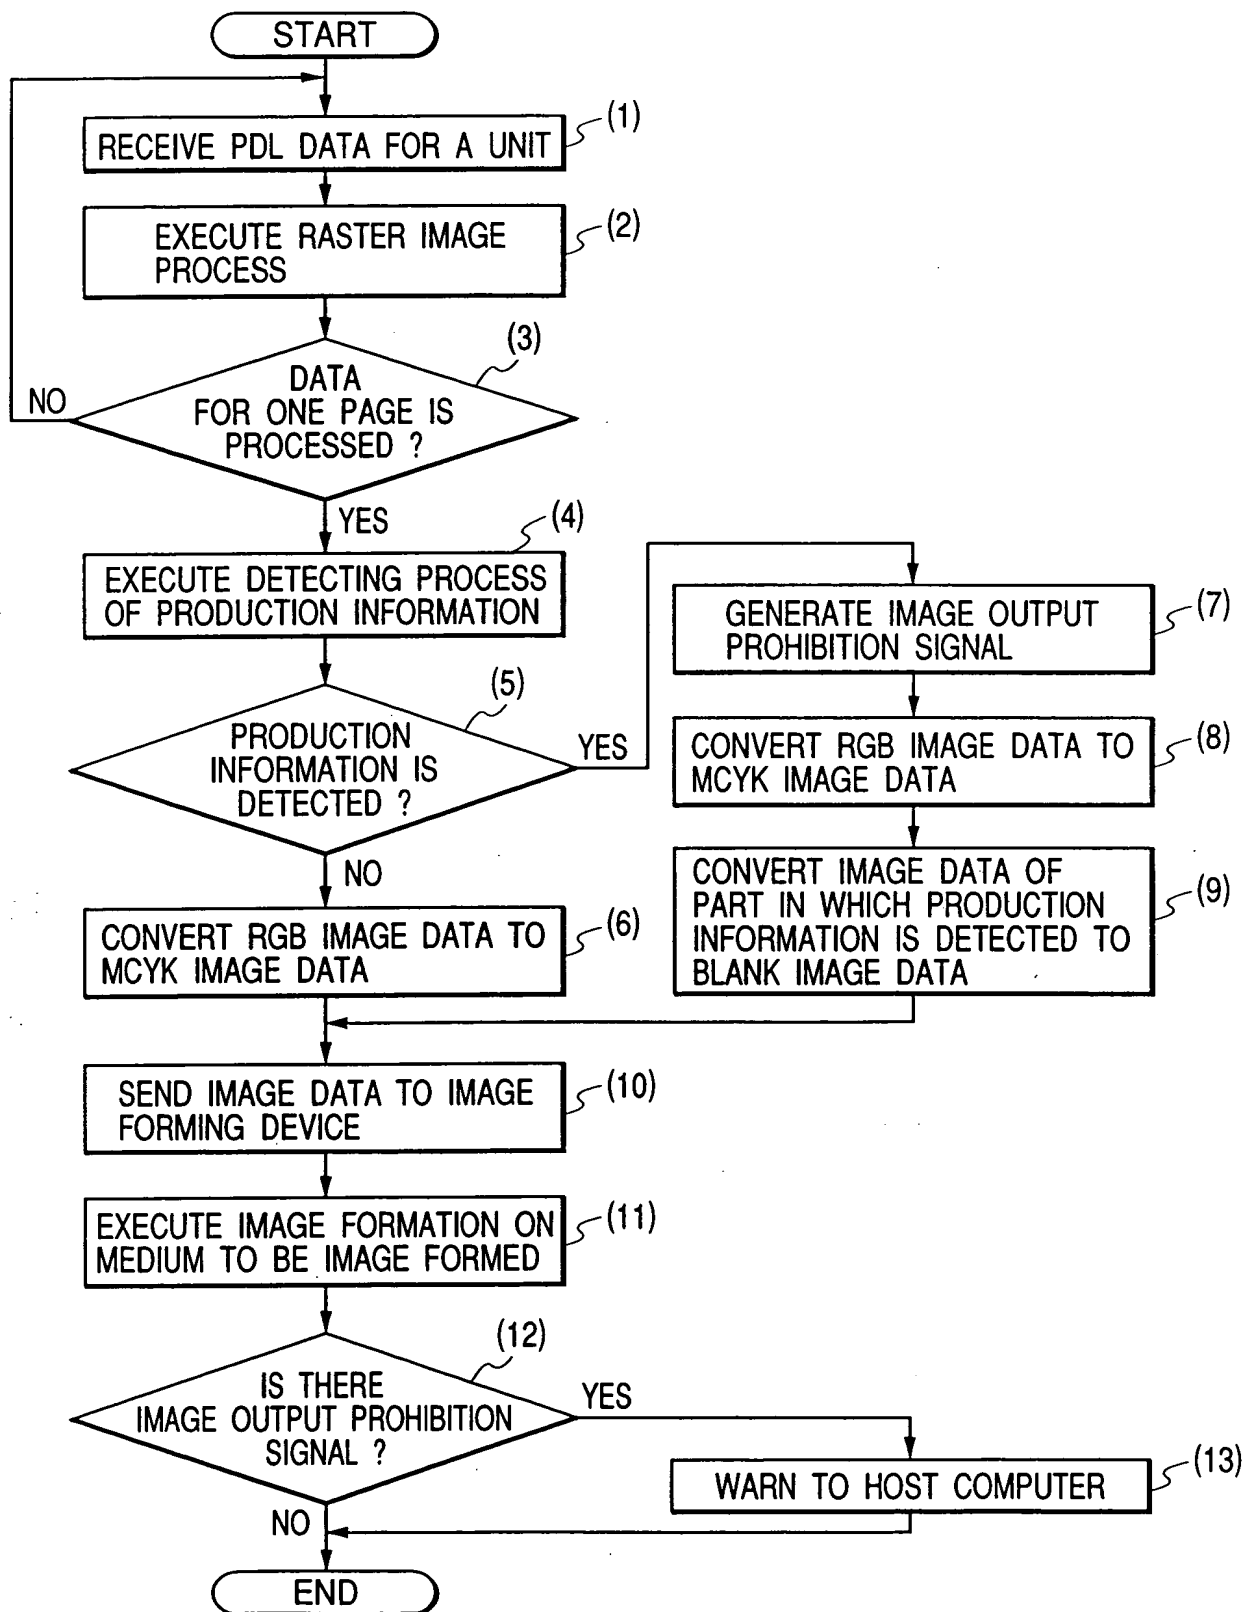 START
RECEIVE PDL DATA FOR A UNIT
(1)
EXECUTE RASTER IMAGE
PROCESS
(2)
DATA
FOR ONE PAGE IS
PROCESSED ?
(3)
NO
YES
EXECUTE DETECTING PROCESS
OF PRODUCTION INFORMATION
(4)
PRODUCTION
INFORMATION IS
DETECTED ?
(5)
YES
NO
CONVERT RGB IMAGE DATA TO
MCYK IMAGE DATA
(6)
GENERATE IMAGE OUTPUT
PROHIBITION SIGNAL
(7)
CONVERT RGB IMAGE DATA TO
MCYK IMAGE DATA
(8)
CONVERT IMAGE DATA OF
PART IN WHICH PRODUCTION
INFORMATION IS DETECTED TO
BLANK IMAGE DATA
(9)
SEND IMAGE DATA TO IMAGE
FORMING DEVICE
(10)
EXECUTE IMAGE FORMATION ON
MEDIUM TO BE IMAGE FORMED
(11)
IS THERE
IMAGE OUTPUT PROHIBITION
SIGNAL ?
(12)
YES
NO
WARN TO HOST COMPUTER
(13)
END